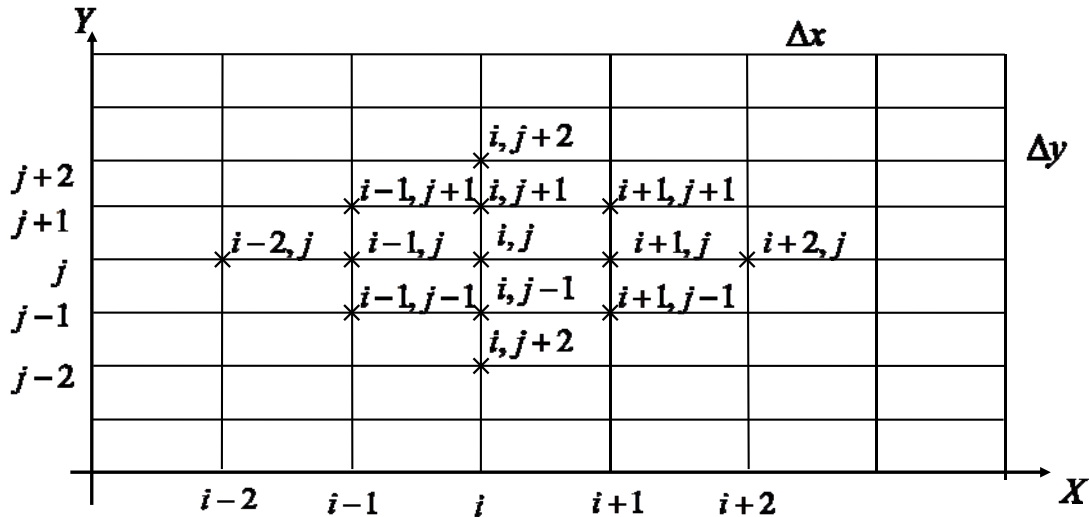 Y
Δx
i, j+2
Δy
j+2
i−1, j+1 i, j+1 i+1, j+1
j+1
i−2, j i−1, j i, j i+1, j i+2, j
j
i−1, j−1 i, j−1 i+1, j−1
j−1
i, j+2
j−2
X
i−2 i−1 i i+1 i+2